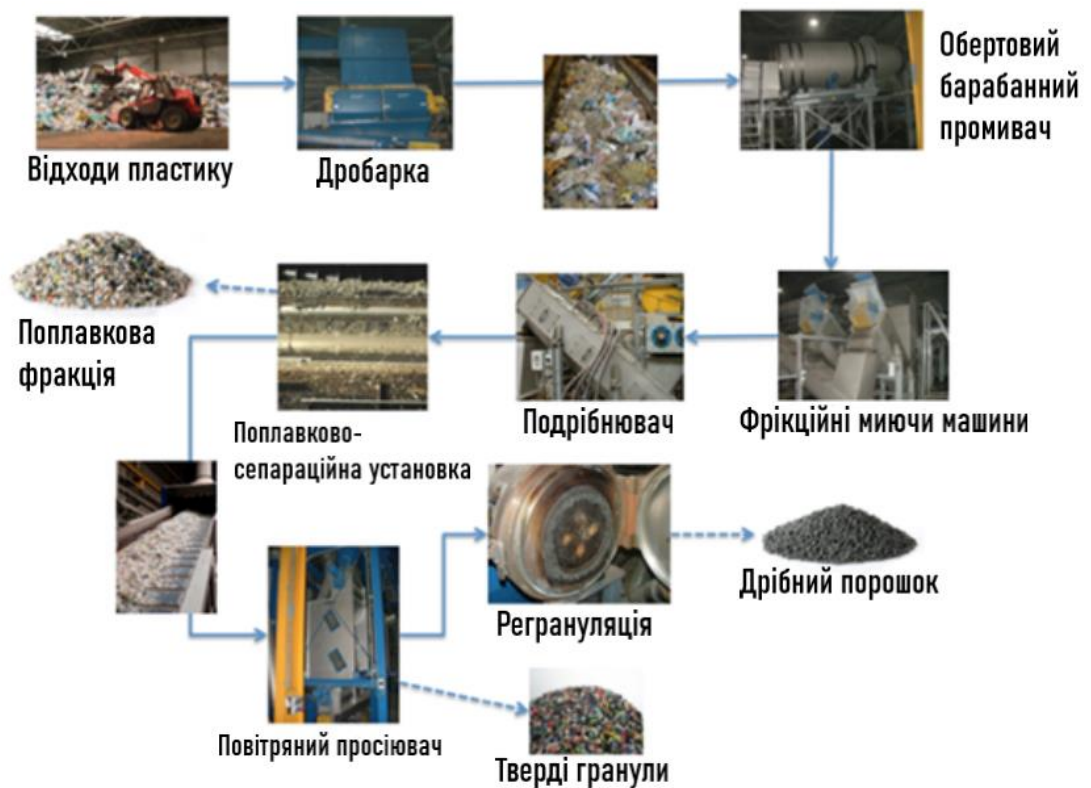 Відходи пластику
Дробарка
Обертовий
барабанний
промивач
Поплавкова
фракція
Поплавково-
сепараційна установка
Подрібнювач
Фрікційні миючи машини
Регрануляція
Дрібний порошок
Повітряний просіювач
Тверді гранули